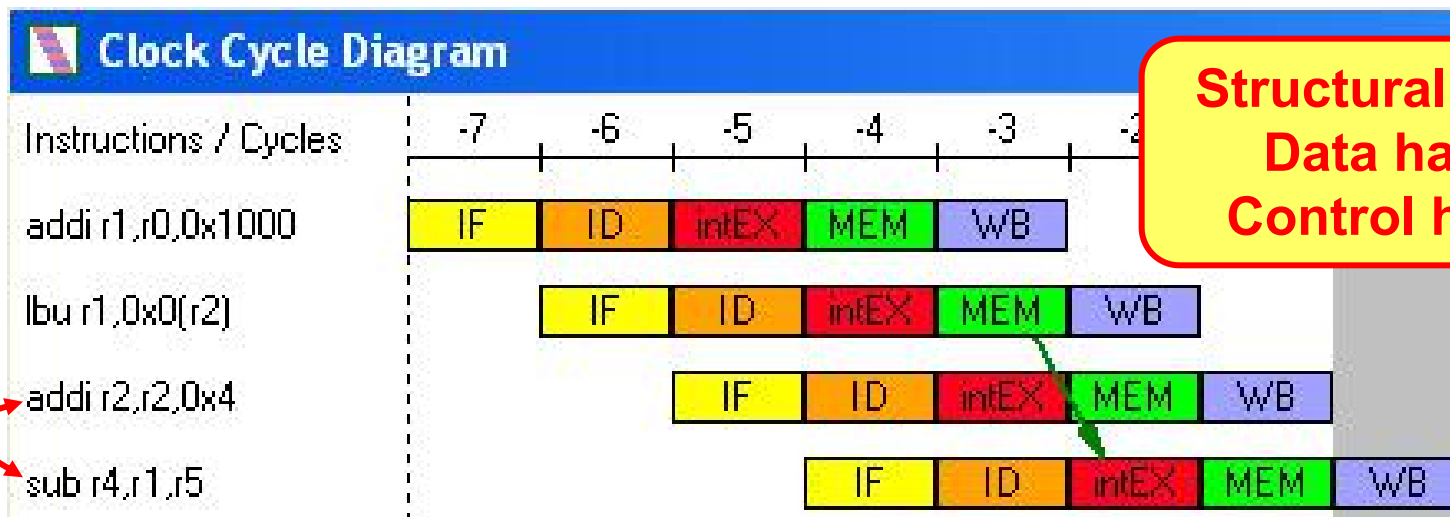 Clock Cycle Diagram
Structural
Data ha
Control h
Instructions / Cycles -7 -6 -5 -4 -3
addi r1,r0,0x1000 IF ID intEX MEM WB
lbu r1,0x0(r2) IF ID intEX MEM WB
addi r2,r2,0x4 IF ID intEX MEM WB
sub r4,r1,r5 IF ID intEX MEM WB